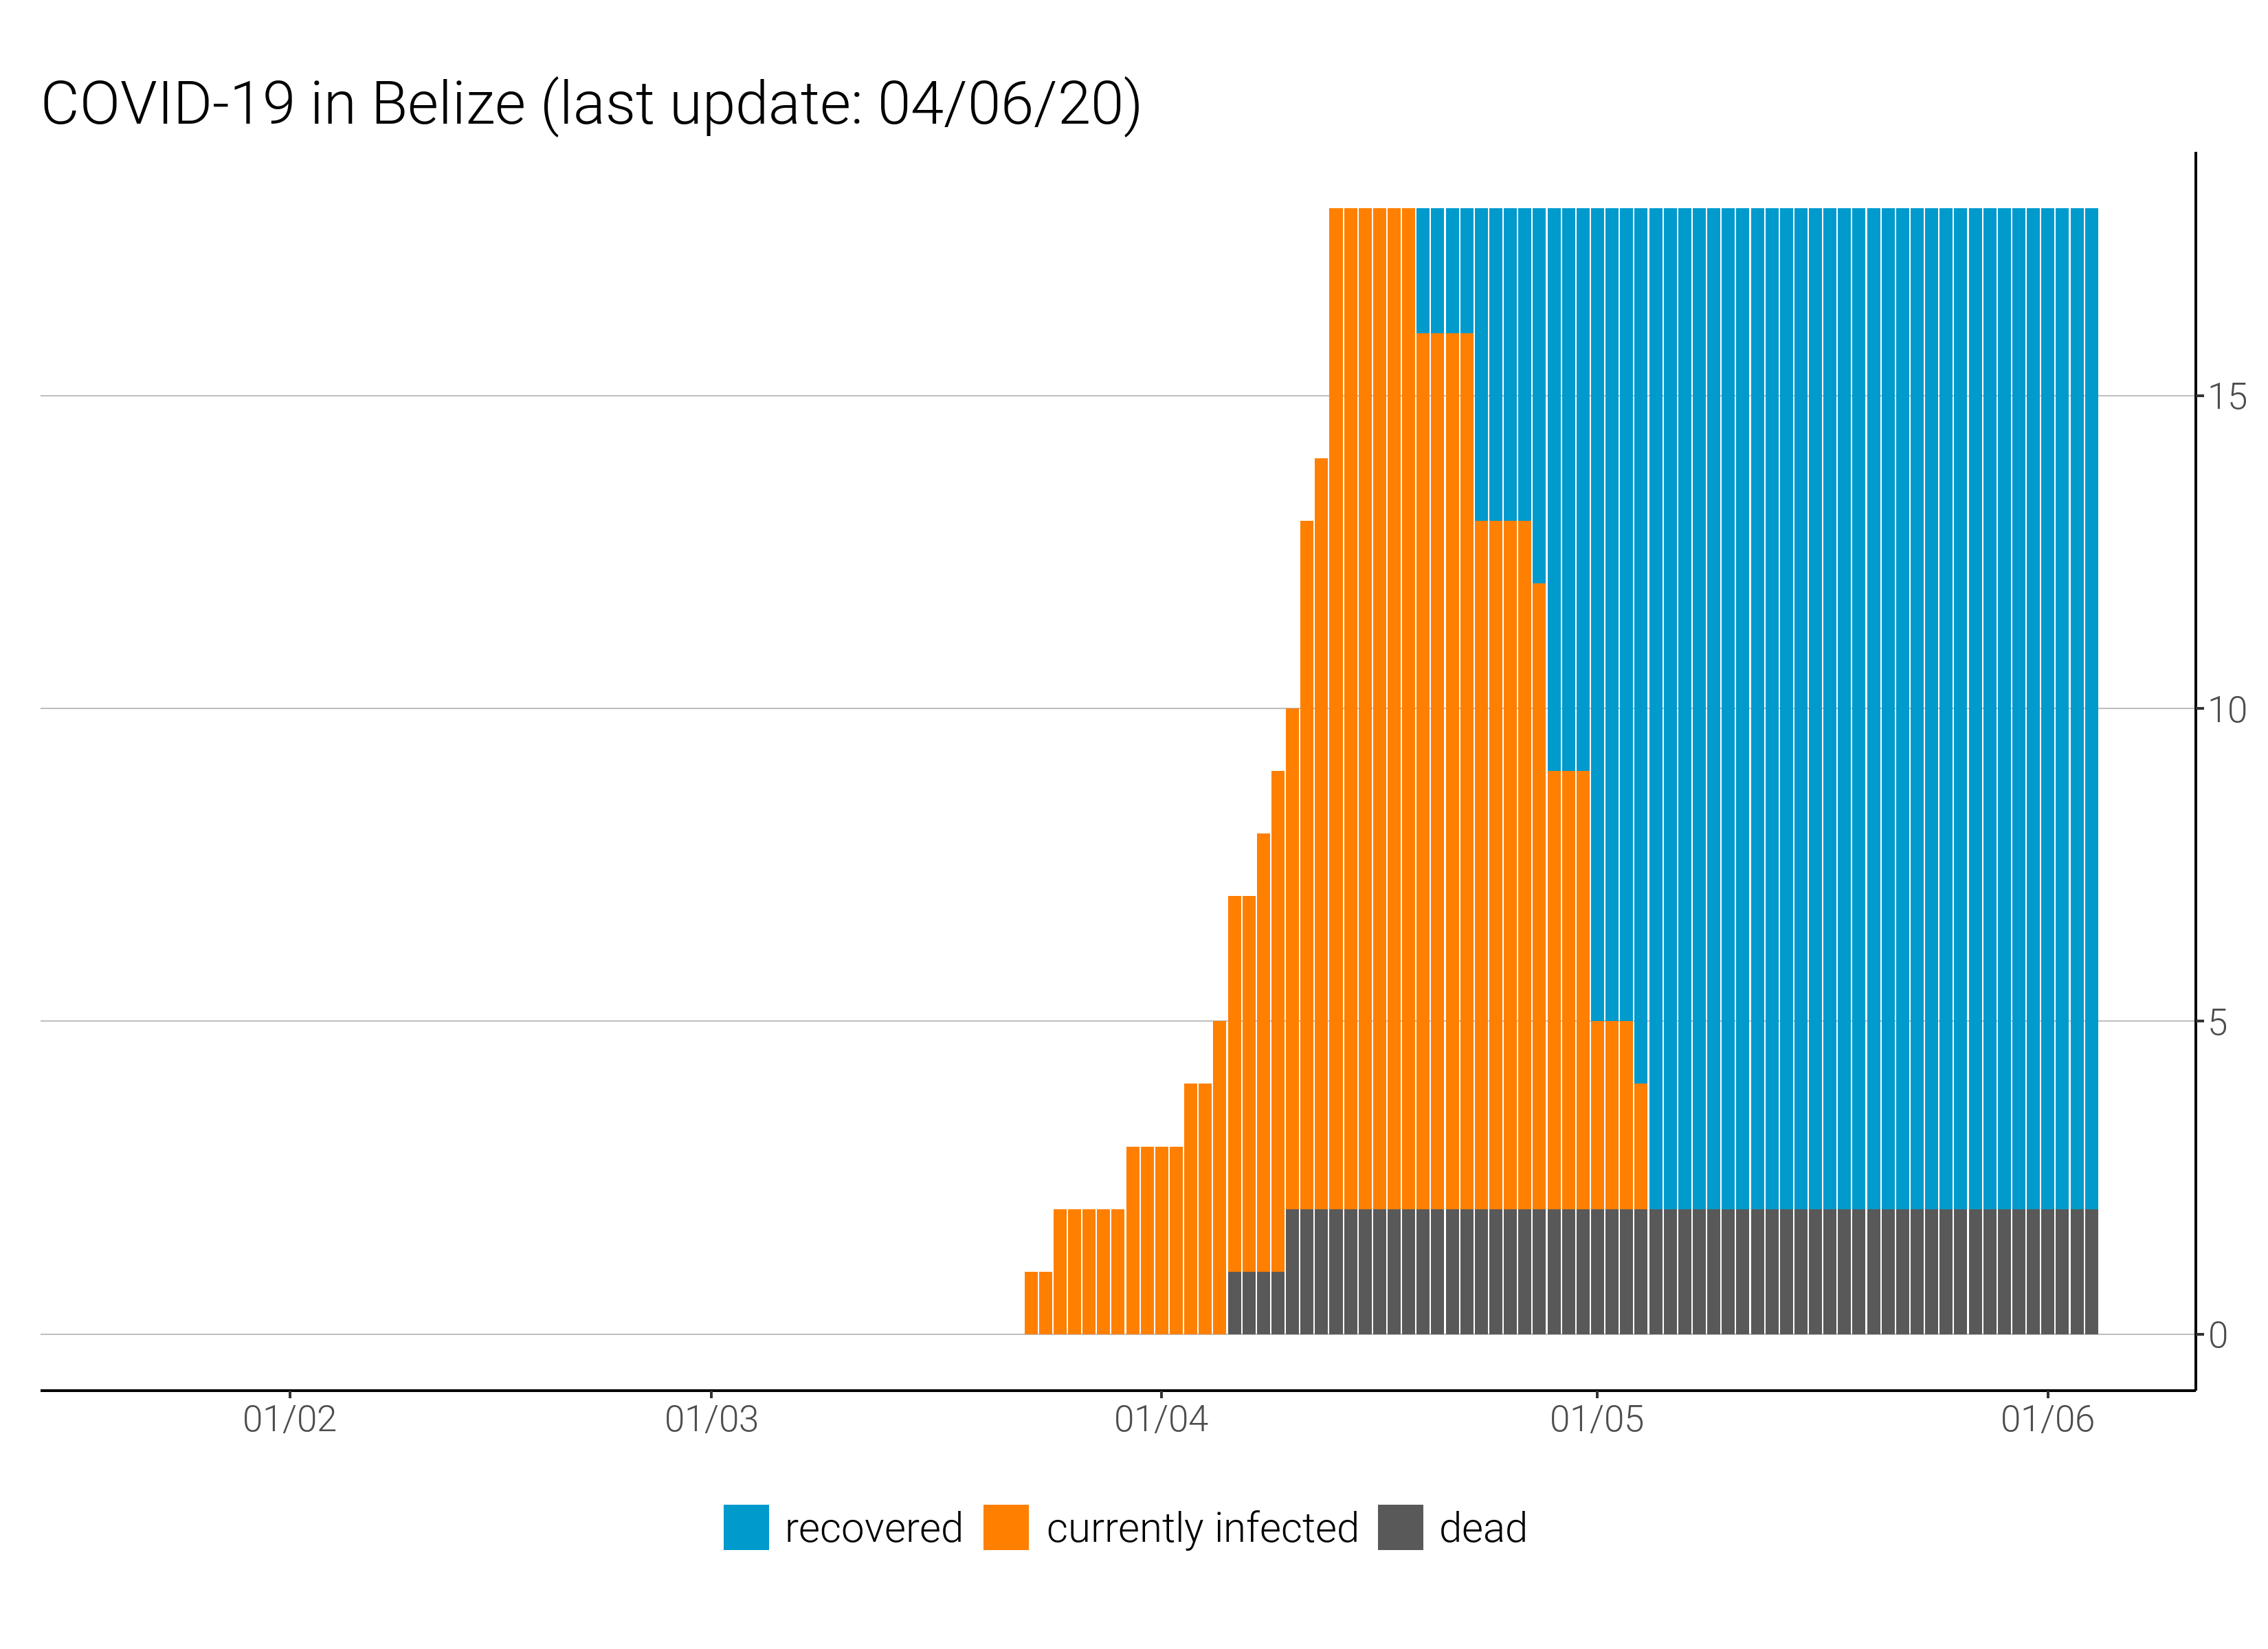 COVID-19 in Belize (last update: 04/06/20)
15
10
5
0
01/02 01/03 01/04 01/05 01/06
recovered currently infected dead